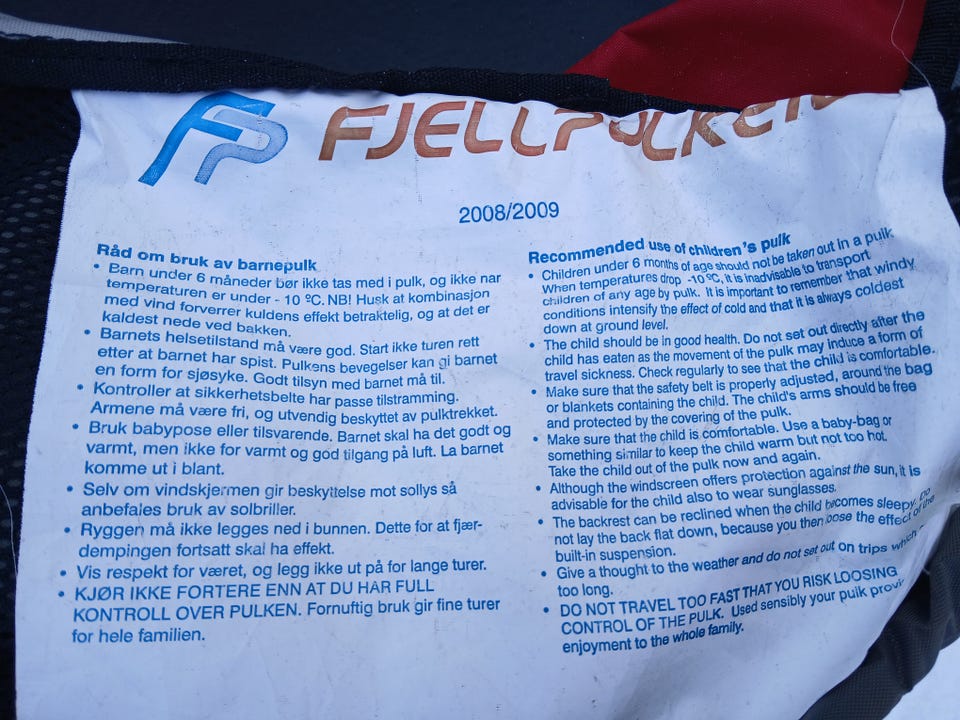 FP FJELLPULKEN
2008/2009
Råd om bruk av barnepulk
• Barn under 6 måneder bør ikke tas med i pulk, og ikke nar
temperaturen er under - 10 ºC. NB! Husk at kombinasjon
med vind forverrer kuldens effekt betraktelig, og at det er
kaldest nede ved bakken.
• Barnets helsetilstand må være god. Start ikke turen rett
etter at barnet har spist. Pulkens bevegelser kan gi barnet
en form for sjøsyke. Godt tilsyn med barnet må til.
• Kontroller at sikkerhetsbelte har passe tilstramming.
Armene må være fri, og utvendig beskyttet av pulktrekket.
• Bruk babypose eller tilsvarende. Barnet skal ha det godt og
varmt, men ikke for varmt og god tilgang på luft. La barnet
komme ut i blant.
• Selv om vindskjermen gir beskyttelse mot sollys så
anbefales bruk av solbriller.
• Ryggen må ikke legges ned i bunnen. Dette for at fjær-
dempingen fortsatt skal ha effekt.
• Vis respekt for været, og legg ikke ut på for lange turer.
• KJØR IKKE FORTERE ENN AT DU HAR FULL
KONTROLL OVER PULKEN. Fornuftig bruk gir fine turer
for hele familien.
Recommended use of children's pulk
• Children under 6 months of age should not be taken out in a pulk
When temperatures drop -10 ºC, it is inadvisable to transport
children of any age by pulk. It is important to remember that windy
conditions intensify the effect of cold and that it is always coldest
down at ground level.
• The child should be in good health. Do not set out directly after the
child has eaten as the movement of the pulk may induce a form of
travel sickness. Check regularly to see that the child is comfortable.
• Make sure that the safety belt is properly adjusted, around the bag
or blankets containing the child. The child's arms should be free
and protected by the covering of the pulk.
• Make sure that the child is comfortable. Use a baby-bag or
something similar to keep the child warm but not too hot.
Take the child out of the pulk now and again.
• Although the windscreen offers protection against the sun, it is
advisable for the child also to wear sunglasses.
• The backrest can be reclined when the child becomes sleepy. Do
not lay the back flat down, because you then loose the effect of the
built-in suspension.
• Give a thought to the weather and do not set out on trips which
too long.
• DO NOT TRAVEL TOO FAST THAT YOU RISK LOOSING
CONTROL OF THE PULK. Used sensibly your pulk
enjoyment to the whole family.